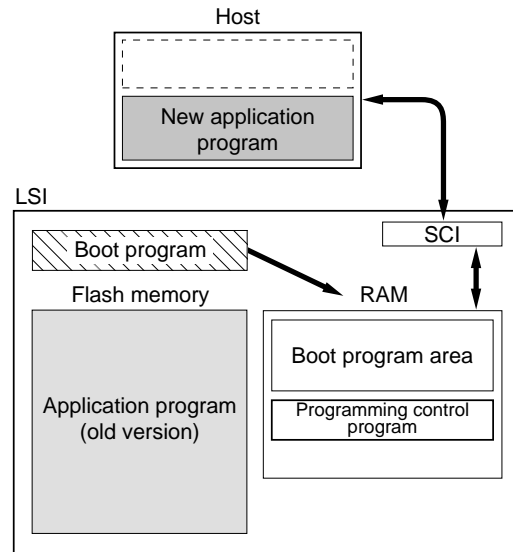 Host
New application
program
LSI
SCI
Boot program
Flash memory
RAM
Boot program area
Application program
(old version)
Programming control
program